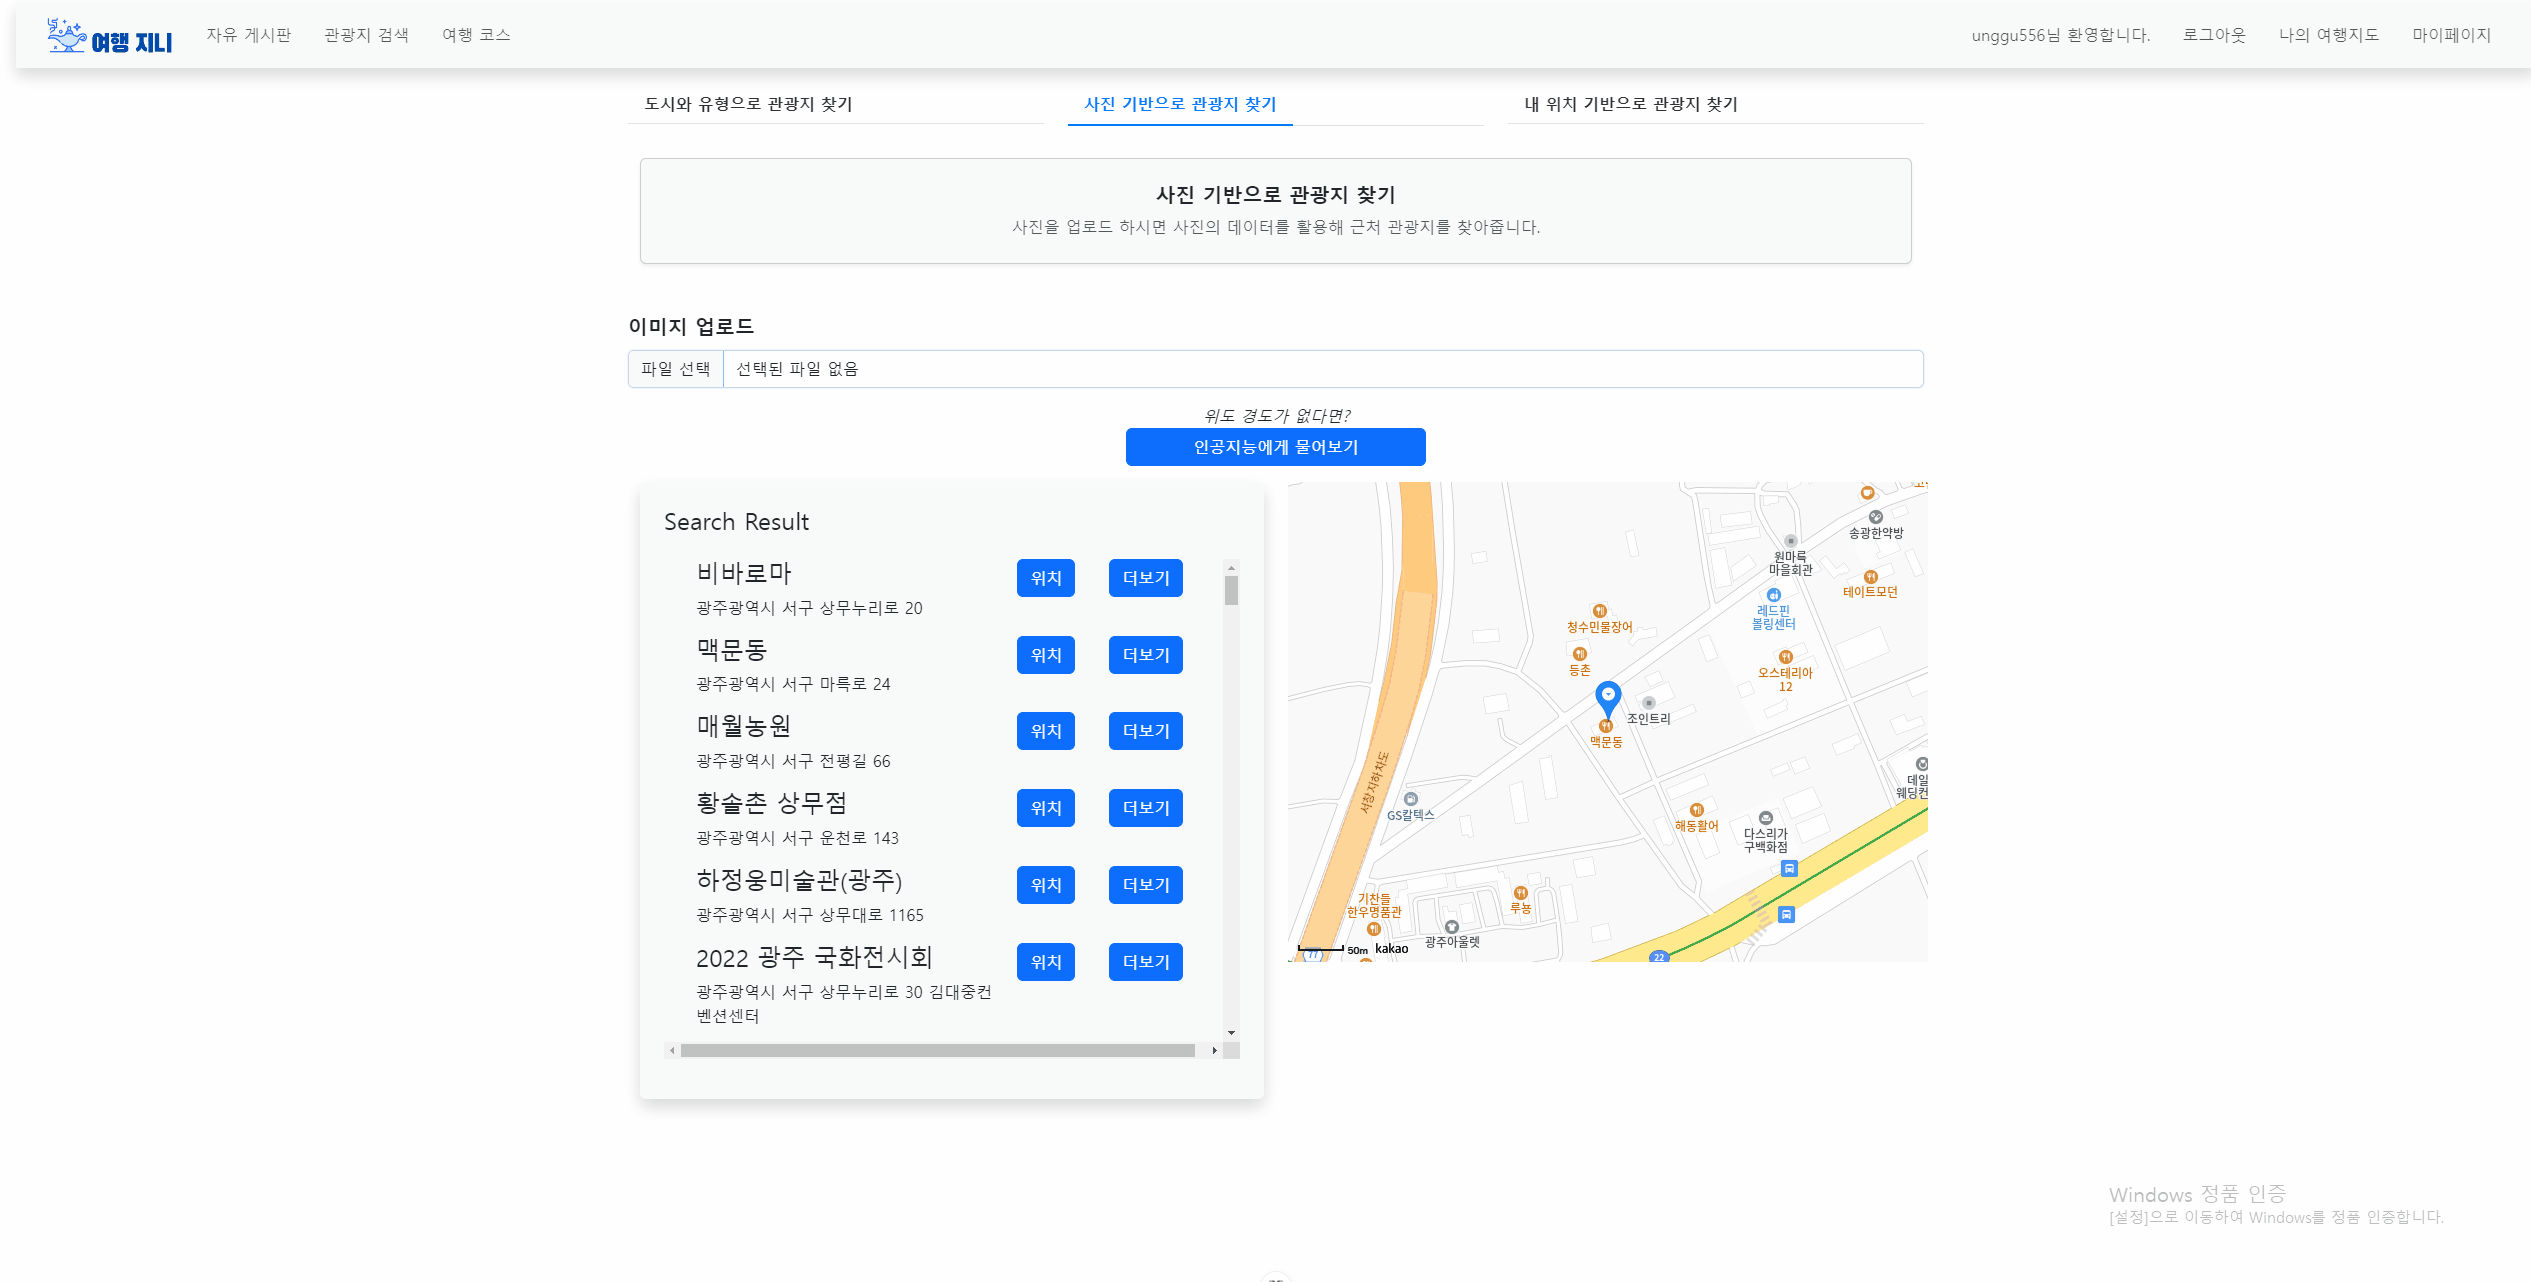 여행 지니
자유 게시판
관광지 검색
여행 코스
unggu556님 환영합니다.
로그아웃
나의 여행지도
마이페이지
도시와 유형으로 관광지 찾기
사진 기반으로 관광지 찾기
내 위치 기반으로 관광지 찾기
사진 기반으로 관광지 찾기
사진을 업로드 하시면 사진의 데이터를 활용해 근처 관광지를 찾아줍니다.
이미지 업로드
파일 선택 선택된 파일 없음
위도 경도가 없다면?
인공지능에게 물어보기
Search Result
비바로마 위치 더보기
광주광역시 서구 상무누리로 20
맥문동 위치 더보기
광주광역시 서구 마륵로 24
매월농원 위치 더보기
광주광역시 서구 전평길 66
황솔촌 상무점 위치 더보기
광주광역시 서구 운천로 143
하정웅미술관(광주) 위치 더보기
광주광역시 서구 상무대로 1165
2022 광주 국화전시회 위치 더보기
광주광역시 서구 상무누리로 30 김대중컨
벤션센터
송광한약방
원마륵
마을회관
테이트모던
레드핀
볼링센터
청수민물장어
등촌
오스테리아
12
조인트리
맥문동
서창지하차도
GS칼텍스
데일
웨딩컨
해동활어
다스리가
구백화점
기찬들
한우명품관
루뽕
광주아울렛
50m kakao
77
22
Windows 정품 인증
[설정]으로 이동하여 Windows를 정품 인증합니다.